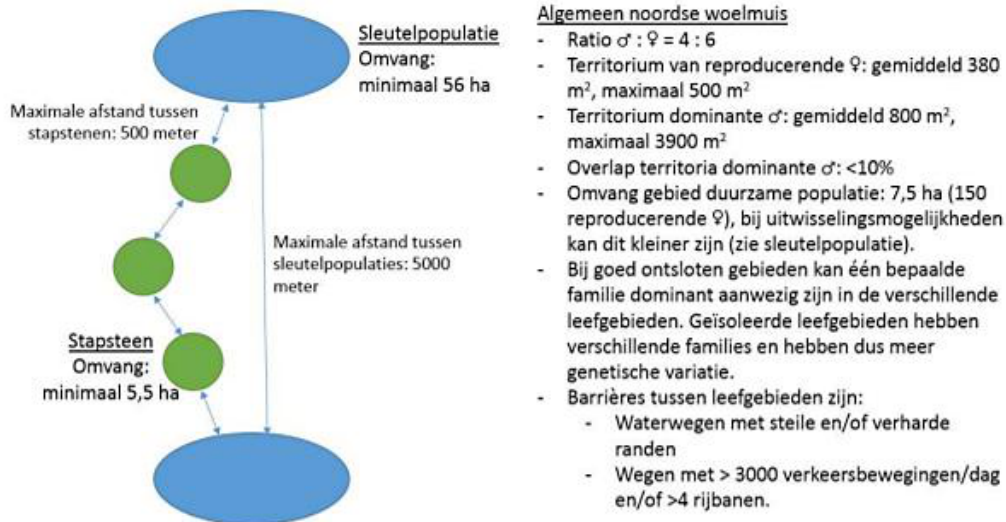 Sleutelpopulatie
Omvang:
minimaal 56 ha
Maximale afstand tussen
stapstenen: 500 meter
Maximale afstand tussen
sleutelpopulaties: 5000
meter
Stapsteen
Omvang:
minimaal 5,5 ha
Algemeen noordse woelmuis
- Ratio ♂ : ♀ = 4 : 6
- Territorium van reproducerende ♀: gemiddeld 380
m², maximaal 500 m²
- Territorium dominante ♂: gemiddeld 800 m²,
maximaal 3900 m²
- Overlap territoria dominante ♂: <10%
- Omvang gebied duurzame populatie: 7,5 ha (150
reproducerende ♀), bij uitwisselingsmogelijkheden
kan dit kleiner zijn (zie sleutelpopulatie).
- Bij goed ontsloten gebieden kan één bepaalde
familie dominant aanwezig zijn in de verschillende
leefgebieden. Geïsoleerde leefgebieden hebben
verschillende families en hebben dus meer
genetische variatie.
- Barrières tussen leefgebieden zijn:
- Waterwegen met steile en/of verharde
randen
- Wegen met > 3000 verkeersbewegingen/dag
en/of >4 rijbanen.